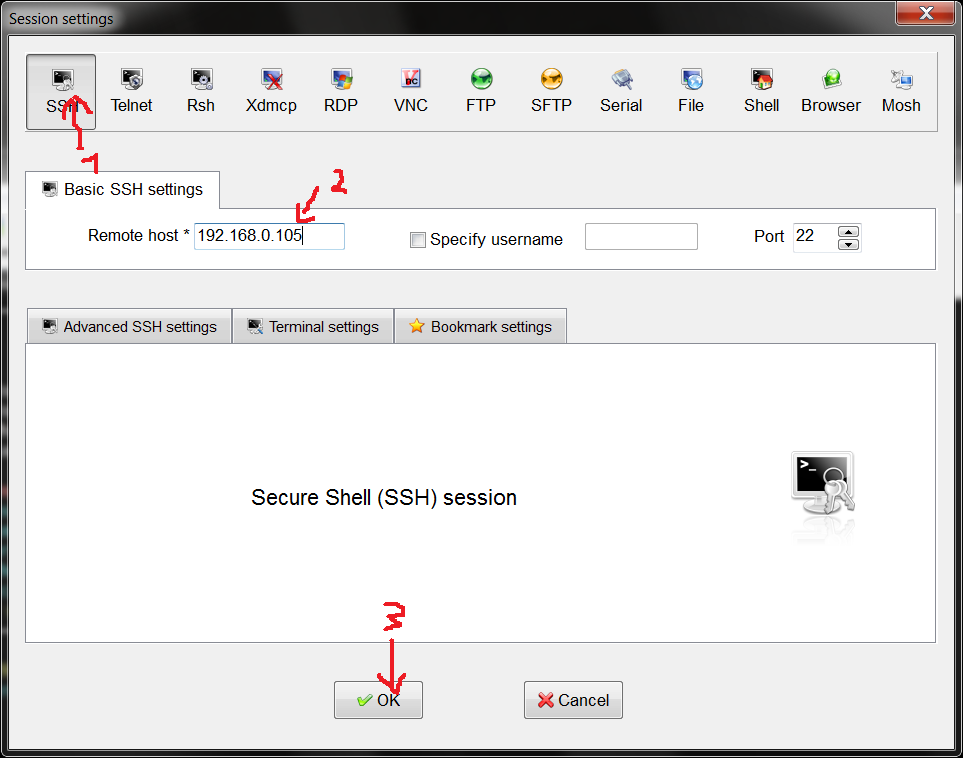 Session settings
SSH Telnet Rsh Xdmcp RDP VNC FTP SFTP Serial File Shell Browser Mosh
1
2
Basic SSH settings
Remote host * 192.168.0.105 Specify username Port 22
Advanced SSH settings Terminal settings Bookmark settings
Secure Shell (SSH) session
3
OK Cancel